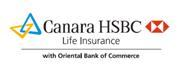 Canara HSBC
Life Insurance
with Oriental Bank of Commerce